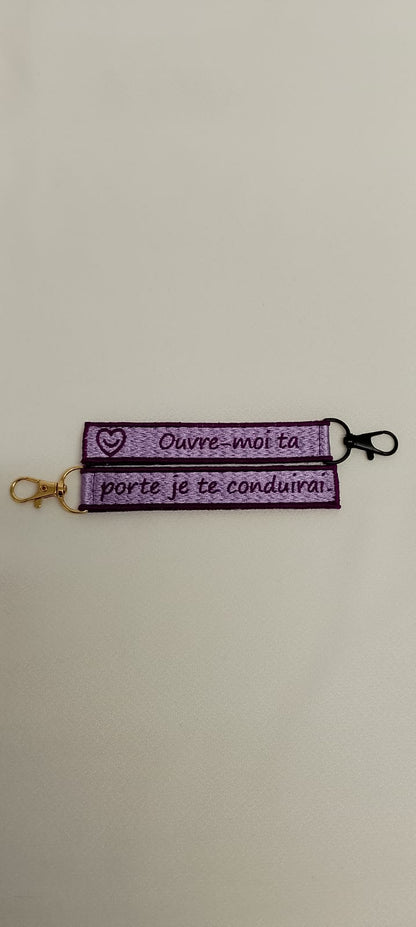 Ouvre-moi ta
porte je te conduirai.